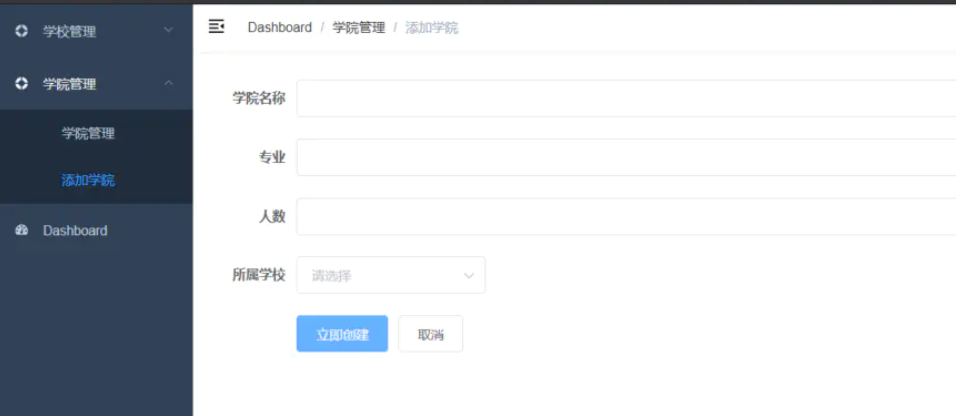 学校管理
学院管理
学院管理
添加学院
Dashboard
Dashboard / 学院管理 / 添加学院
学院名称
专业
人数
所属学校 请选择
立即创建 取消